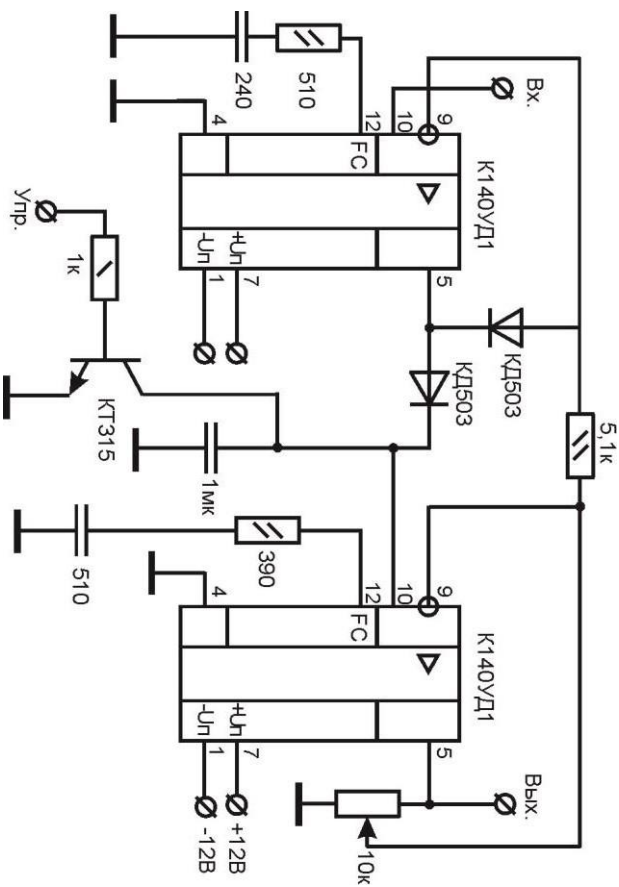 5,1к
Вх.
Вых.
КД503
К140УД1
КД503
К140УД1
9
5
9
5
10
10
10к
12
FC
12
FC
510
390
+Uп
7
+Uп
7
+12В
240
4
-Uп
1
1мк
4
-Uп
1
-12В
КТ315
510
1к
Упр.